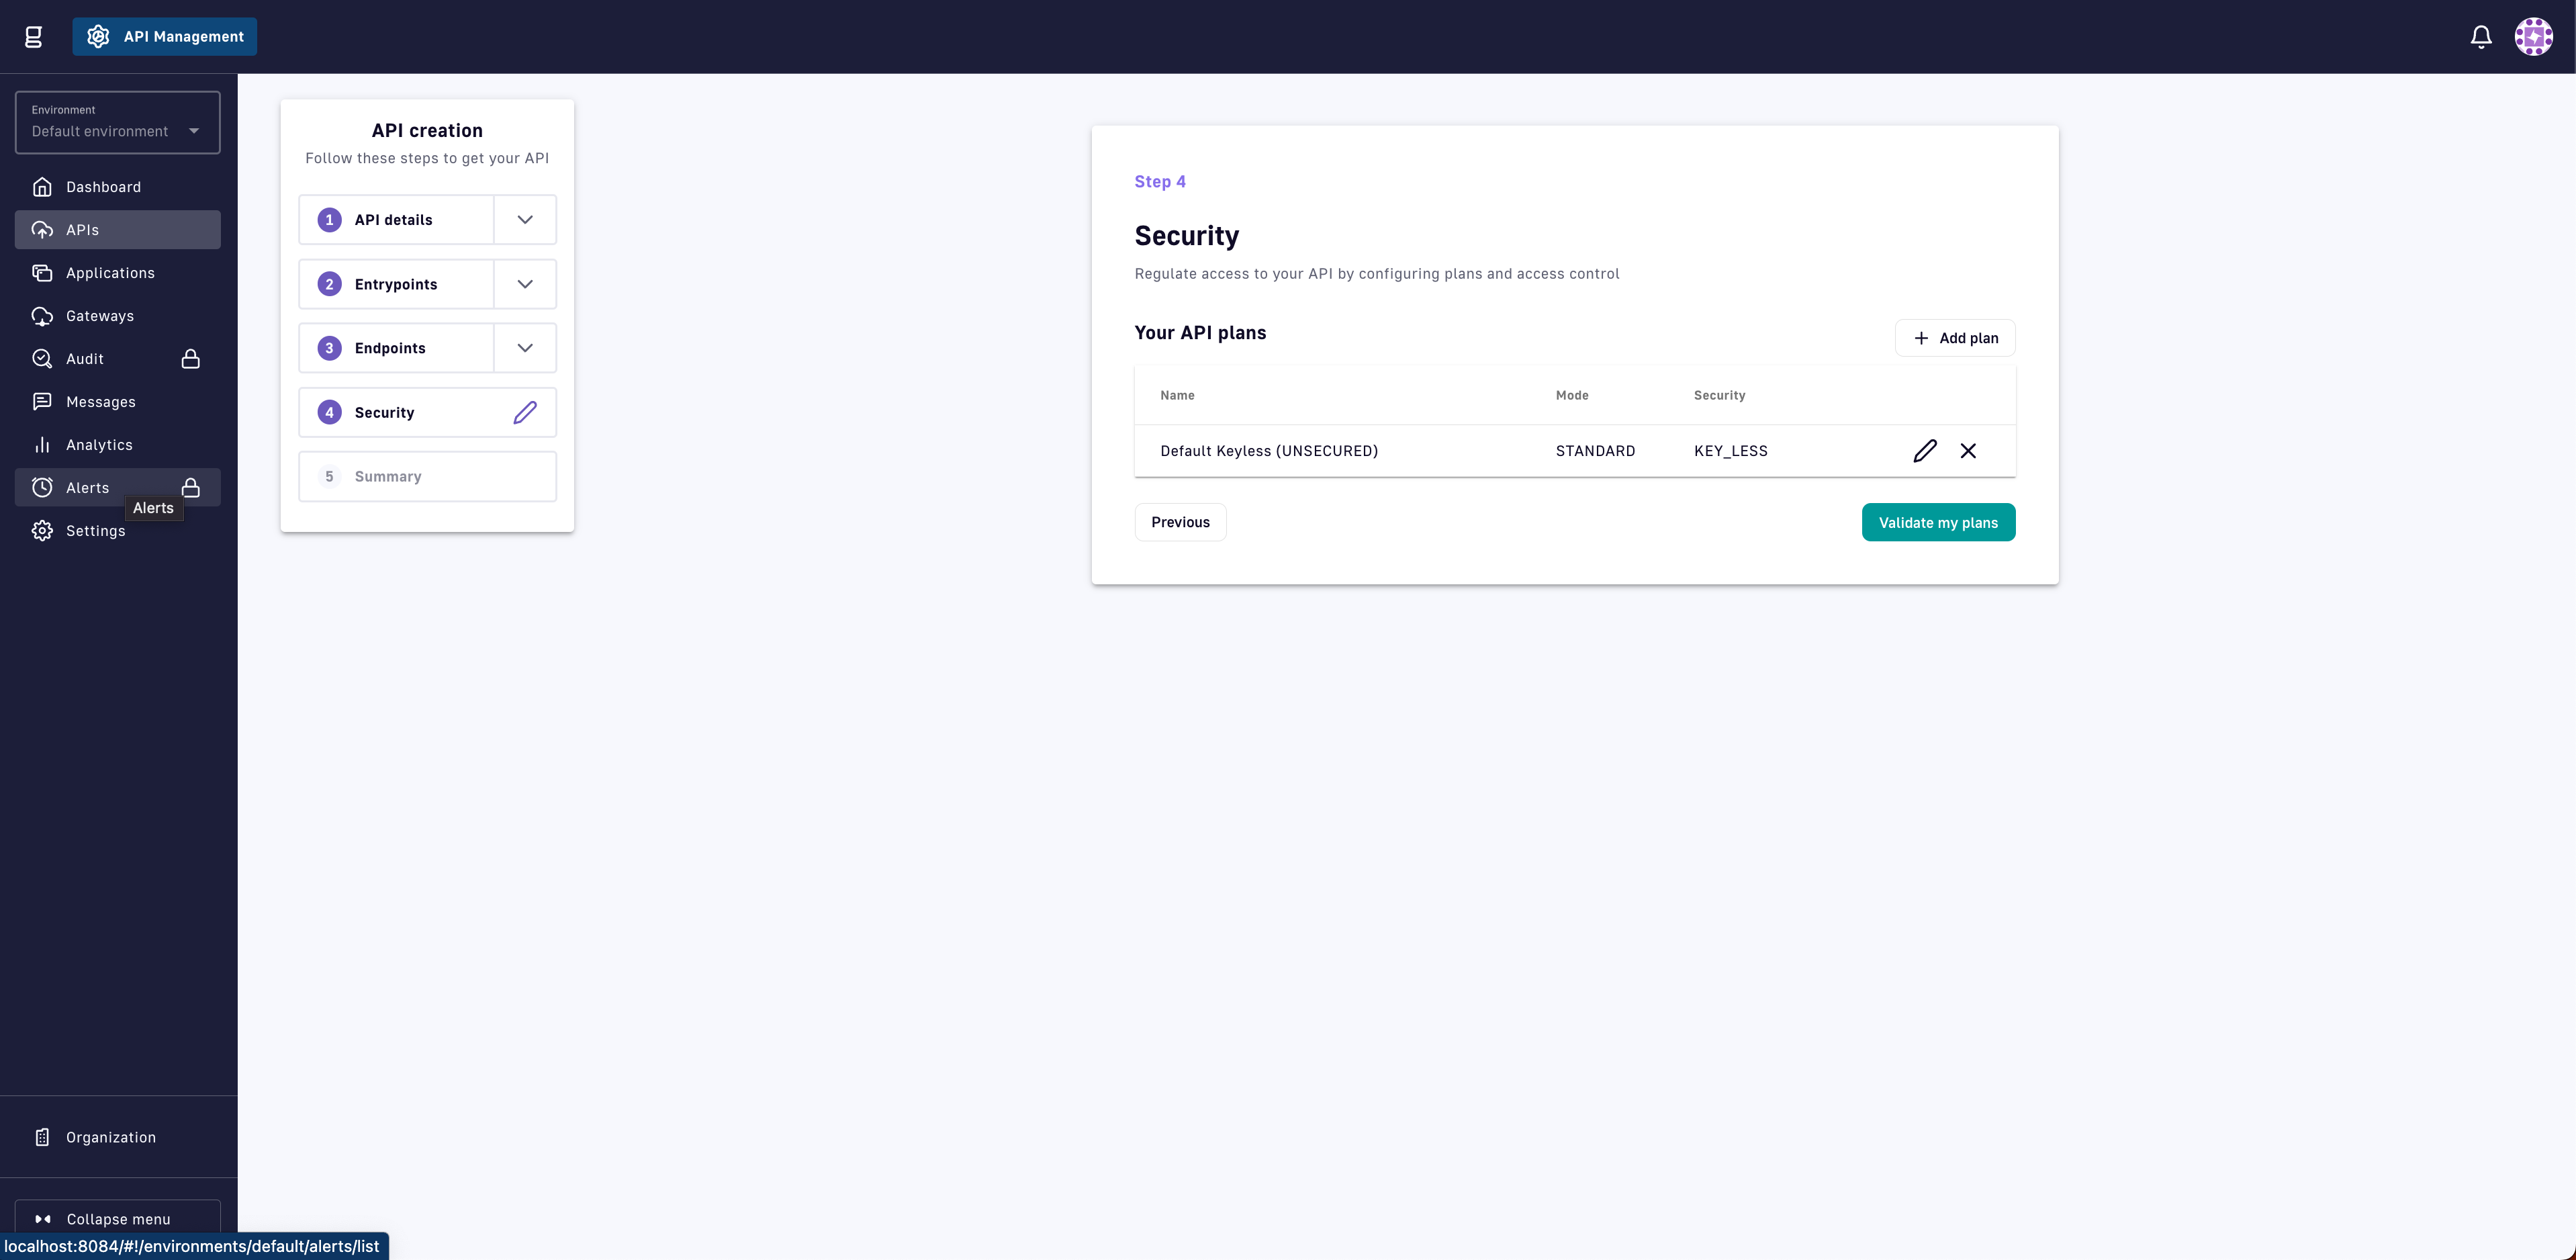 API Management
Environment
Default environment
Dashboard
APIs
Applications
Gateways
Audit
Messages
Analytics
Alerts
Alerts
Settings
Organization
Collapse menu
localhost:8084/#!/environments/default/alerts/list
API creation
Follow these steps to get your API
1 API details
2 Entrypoints
3 Endpoints
4 Security
5 Summary
Step 4
Security
Regulate access to your API by configuring plans and access control
Your API plans
Add plan
Name Mode Security
Default Keyless (UNSECURED) STANDARD KEY_LESS
Previous
Validate my plans